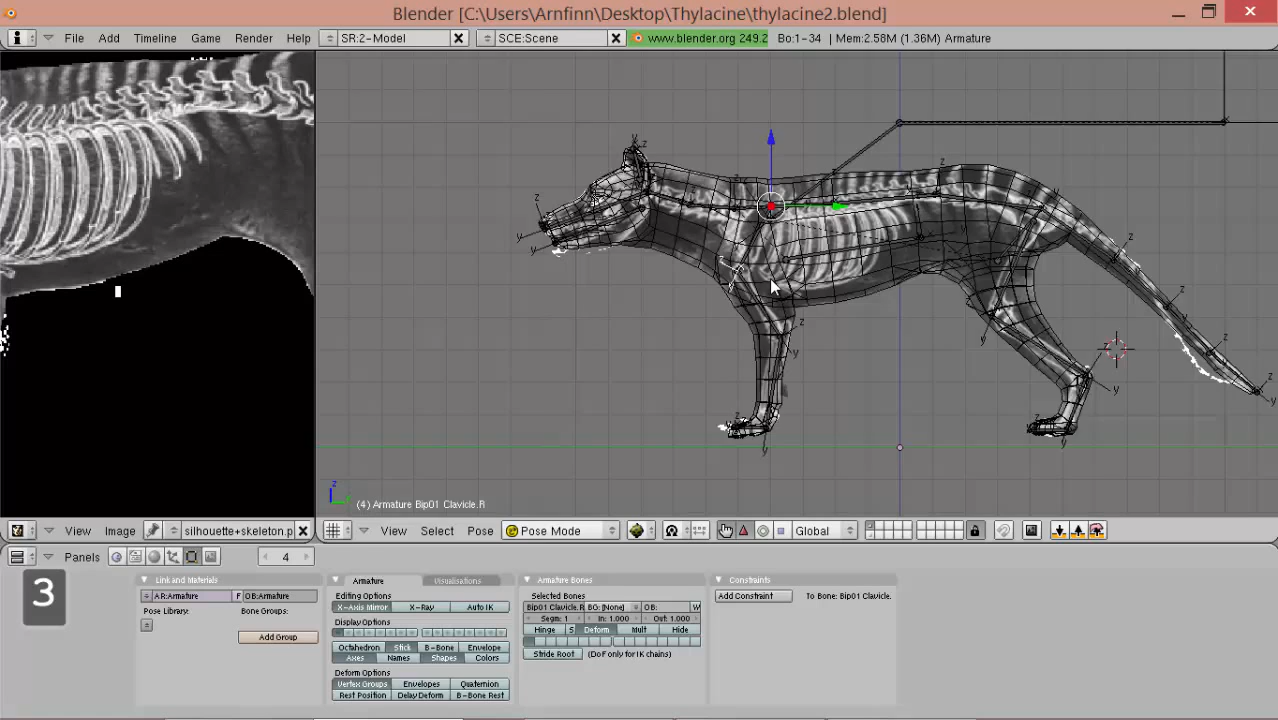 Blender [C:\Users\Arnfinn\Desktop\Thylacine\thylacine2.blend]
File Add Timeline Game Render Help SR:2-Model SCE:Scene www.blender.org 249.2 Bo:1-34 | Mem:2.58M (1.36M) Armature
z
y
(4) Armature Bip01 Clavicle.R
View Image silhouette+skeleton.p View Select Pose Pose Mode Global
Panels 4
3
Link and Materials
AR:Armature F OB:Armature
Pose Library: Bone Groups:
Add Group
Armature Visualisations
Editing Options
X-Axis Mirror X-Ray Auto IK
Display Options
Octahedron Stick B-Bone Envelope
Axes Names Shapes Colors
Deform Options
Vertex Groups Envelopes Quaternion
Rest Position Delay Deform B-Bone Rest
Armature Bones
Selected Bones
Bip01 Clavicle.R BG: [None] OB: W
Segm: 1 In: 1.000 Out: 1.000
Hinge S Deform Mult Hide
Stride Root (DoF only for IK chains)
Constraints
Add Constraint To Bone: Bip01 Clavicle.